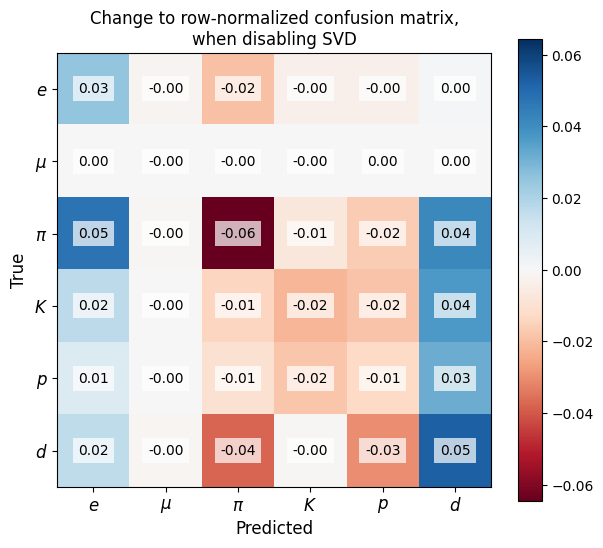 Change to row-normalized confusion matrix,
when disabling SVD
True
e 0.03 -0.00 -0.02 -0.00 -0.00 0.00
μ 0.00 -0.00 -0.00 -0.00 0.00 0.00
π 0.05 -0.00 -0.06 -0.01 -0.02 0.04
K 0.02 -0.00 -0.01 -0.02 -0.02 0.04
p 0.01 -0.00 -0.01 -0.02 -0.01 0.03
d 0.02 -0.00 -0.04 -0.00 -0.03 0.05
e μ π K p d
Predicted
0.06
0.04
0.02
0.00
−0.02
−0.04
−0.06